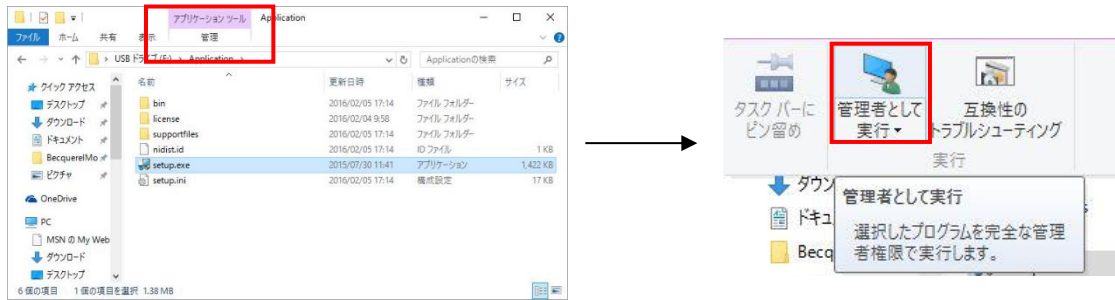 アプリケーション ツール
Application
ファイル
ホーム
共有
表示
管理
USB ドライブ (E:) › Application ›
Applicationの検索
クイック アクセス
デスクトップ
ダウンロード
ドキュメント
BecquerelMo
ピクチャ
OneDrive
PC
MSN の My Web
ダウンロード
デスクトップ
名前 更新日時 種類 サイズ
bin 2016/02/05 17:14 ファイル フォルダー
license 2016/02/04 9:58 ファイル フォルダー
supportfiles 2016/02/05 17:14 ファイル フォルダー
nidist.id 2016/02/05 17:14 ID ファイル 1 KB
setup.exe 2015/07/30 11:41 アプリケーション 1,422 KB
setup.ini 2016/02/05 17:14 構成設定 17 KB
6 個の項目 1 個の項目を選択 1.38 MB
タスク バーに
ピン留め
管理者として
実行
互換性の
トラブルシューティング
実行
ダウン
ドキュ
Becq
管理者として実行
選択したプログラムを完全な管理
者権限で実行します。